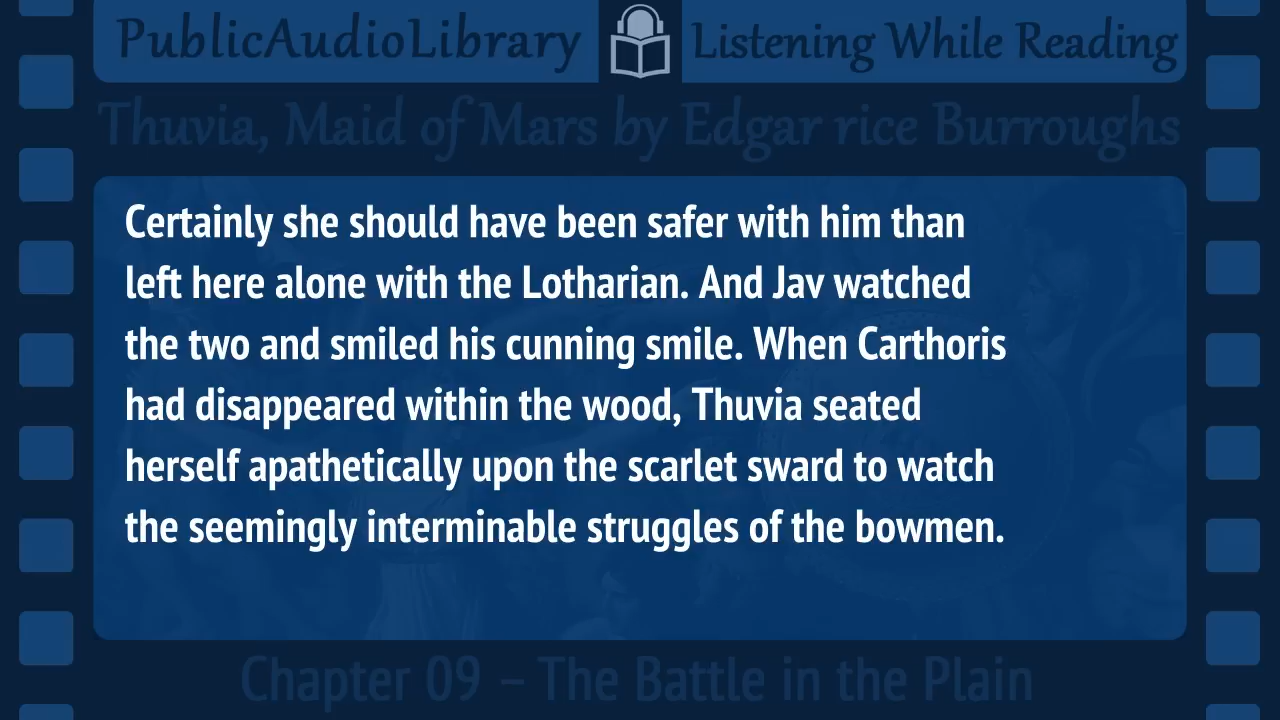 PublicAudioLibrary Listening While Reading
Thuvia, Maid of Mars by Edgar rice Burroughs
Certainly she should have been safer with him than
left here alone with the Lotharian. And Jav watched
the two and smiled his cunning smile. When Carthoris
had disappeared within the wood, Thuvia seated
herself apathetically upon the scarlet sward to watch
the seemingly interminable struggles of the bowmen.
Chapter 09 – The Battle in the Plain